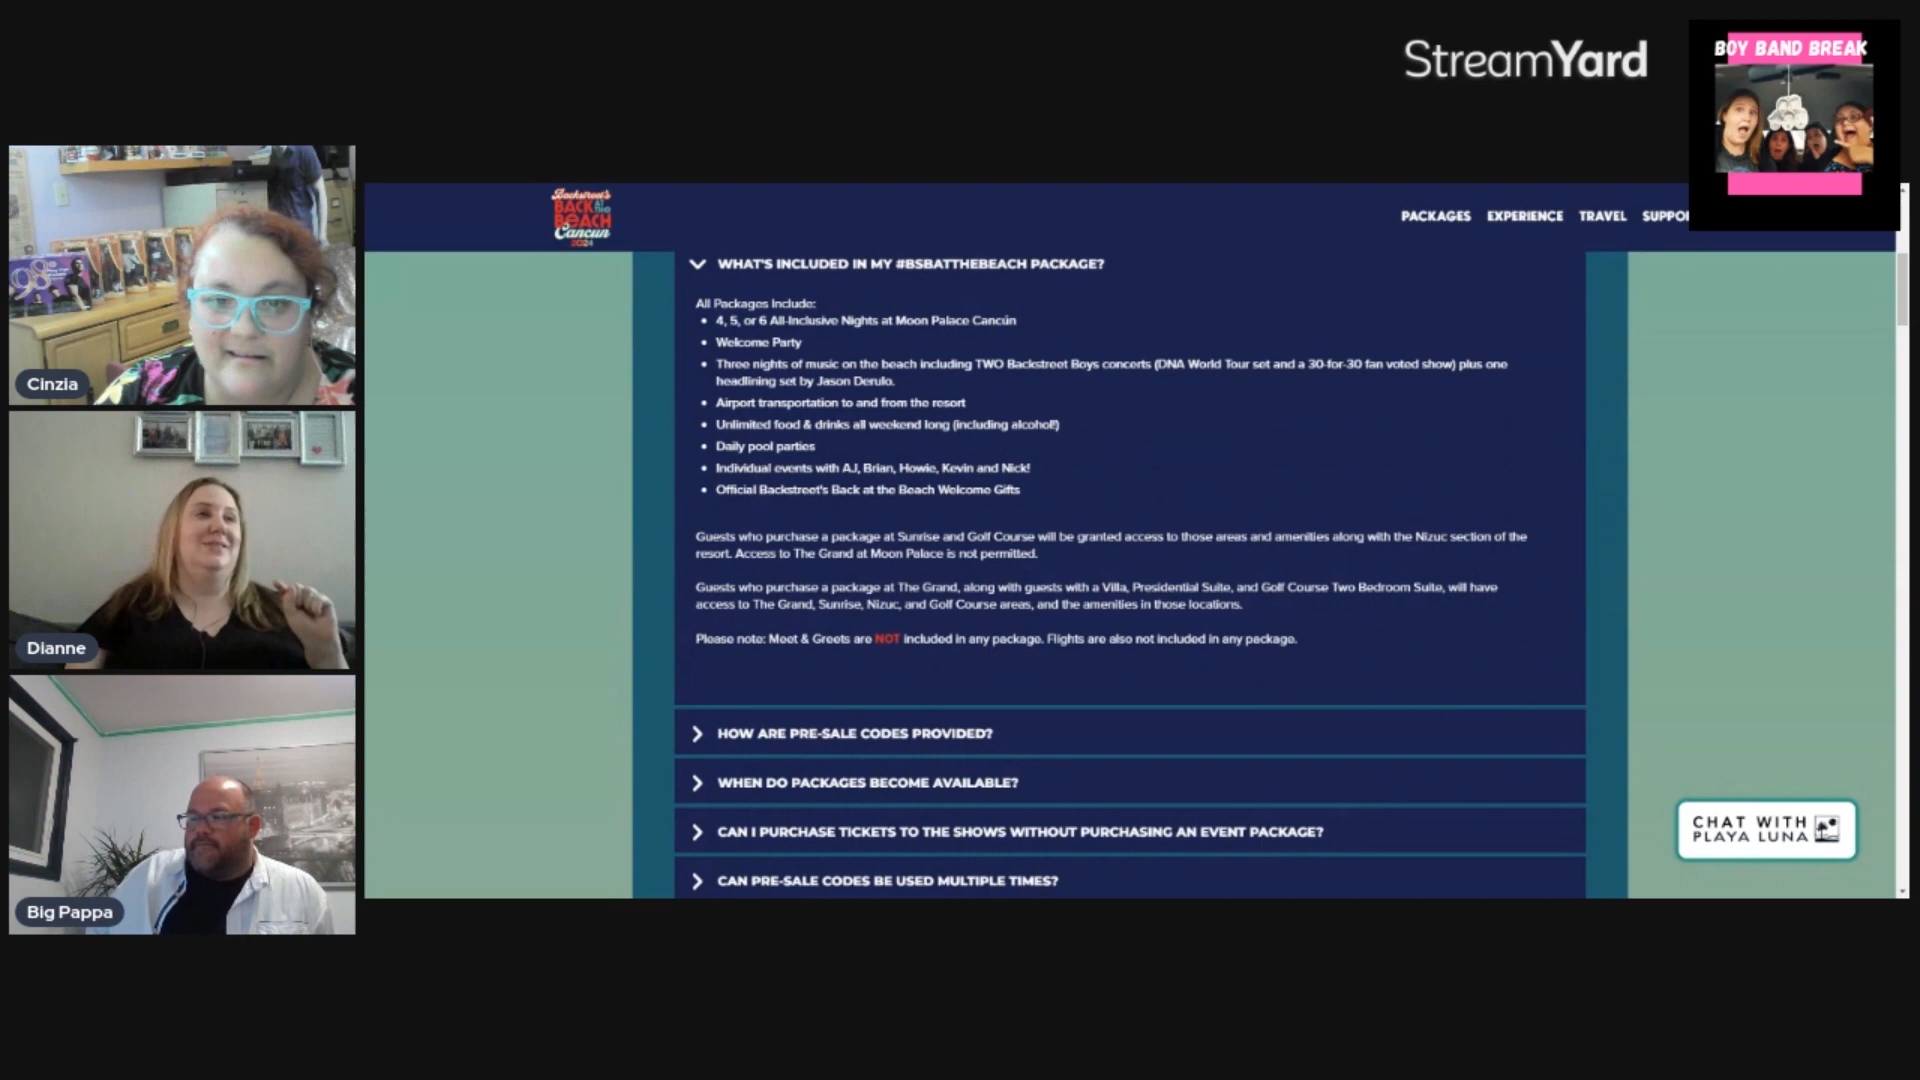 StreamYard
BOY BAND BREAK
Backstreet's
BACK AT THE
BEACH
Cancun
2024
PACKAGES EXPERIENCE TRAVEL SUPPO
WHAT'S INCLUDED IN MY #BSBATTHEBEACH PACKAGE?
All Packages Include:
• 4, 5, or 6 All-Inclusive Nights at Moon Palace Cancún
• Welcome Party
• Three nights of music on the beach including TWO Backstreet Boys concerts (DNA World Tour set and a 30-for-30 fan voted show) plus one
headlining set by Jason Derulo.
• Airport transportation to and from the resort
• Unlimited food & drinks all weekend long (including alcohol!)
• Daily pool parties
• Individual events with AJ, Brian, Howie, Kevin and Nick!
• Official Backstreet's Back at the Beach Welcome Gifts
Guests who purchase a package at Sunrise and Golf Course will be granted access to those areas and amenities along with the Nizuc section of the
resort. Access to The Grand at Moon Palace is not permitted.
Guests who purchase a package at The Grand, along with guests with a Villa, Presidential Suite, and Golf Course Two Bedroom Suite, will have
access to The Grand, Sunrise, Nizuc, and Golf Course areas, and the amenities in those locations.
Please note: Meet & Greets are NOT included in any package. Flights are also not included in any package.
HOW ARE PRE-SALE CODES PROVIDED?
WHEN DO PACKAGES BECOME AVAILABLE?
CAN I PURCHASE TICKETS TO THE SHOWS WITHOUT PURCHASING AN EVENT PACKAGE?
CAN PRE-SALE CODES BE USED MULTIPLE TIMES?
CHAT WITH
PLAYA LUNA
98
Cinzia
Dianne
Big Pappa